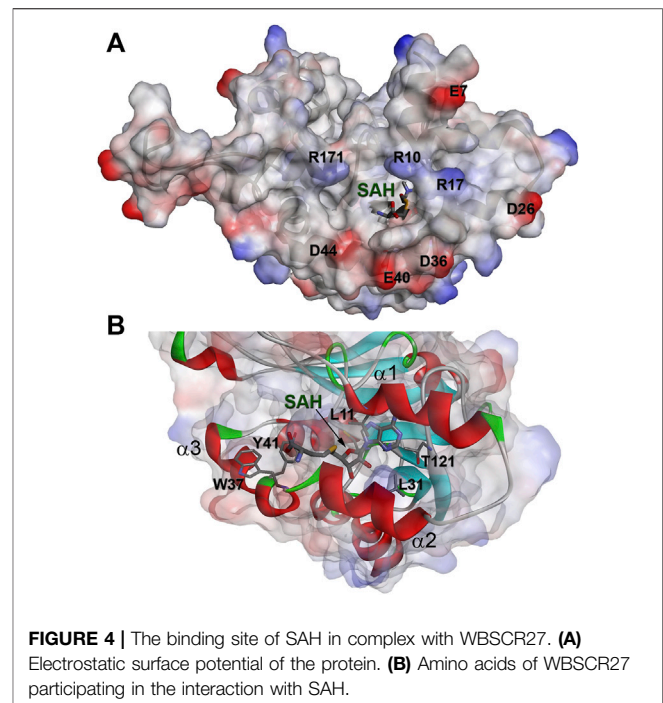 A
E7
R171
R10
R17
SAH
D26
D44
D36
E40
B
α1
SAH
L11
Y41
α3
T121
W37
L31
α2
FIGURE 4 | The binding site of SAH in complex with WBSCR27. (A)
Electrostatic surface potential of the protein. (B) Amino acids of WBSCR27
participating in the interaction with SAH.